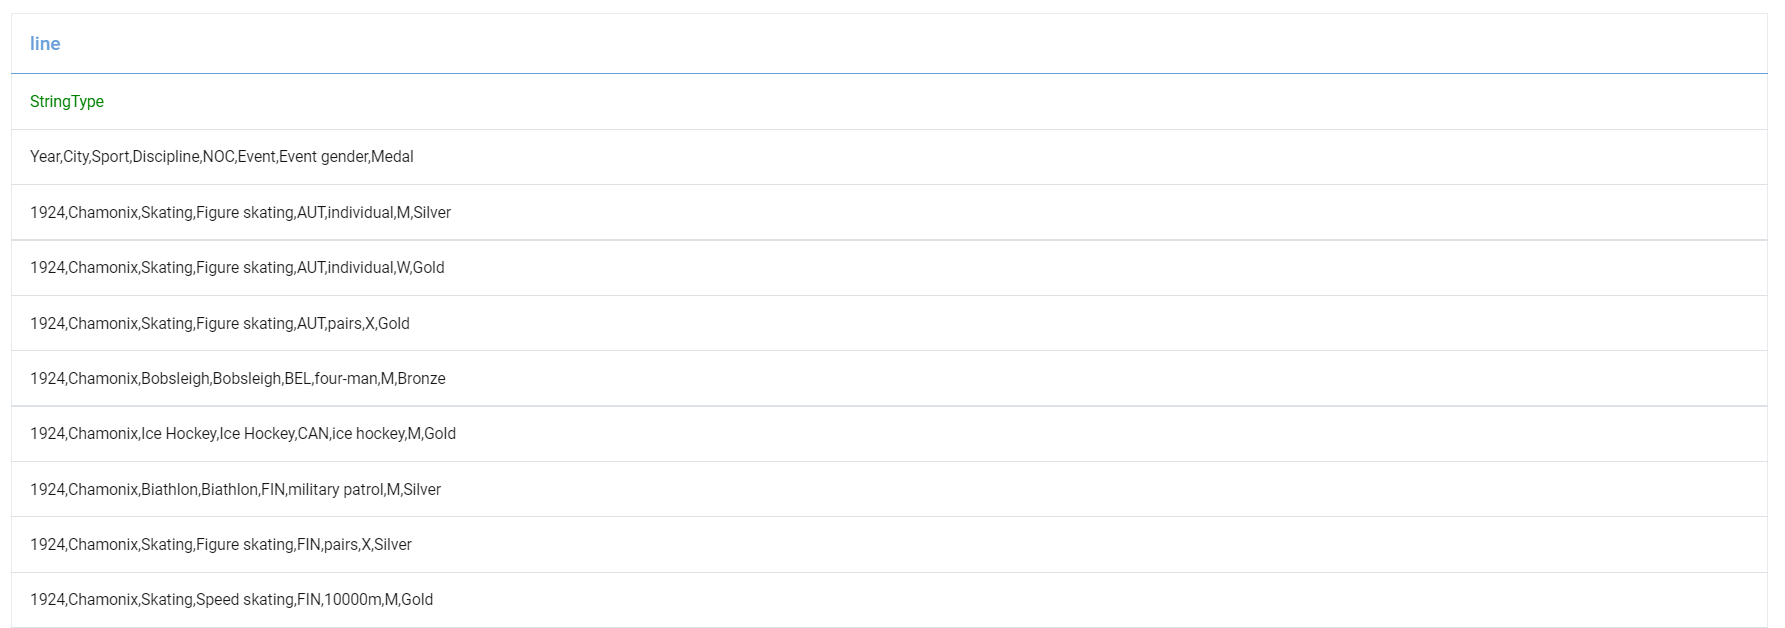 line
StringType
Year,City,Sport,Discipline,NOC,Event,Event gender,Medal
1924,Chamonix,Skating,Figure skating,AUT,individual,M,Silver
1924,Chamonix,Skating,Figure skating,AUT,individual,W,Gold
1924,Chamonix,Skating,Figure skating,AUT,pairs,X,Gold
1924,Chamonix,Bobsleigh,Bobsleigh,BEL,four-man,M,Bronze
1924,Chamonix,Ice Hockey,Ice Hockey,CAN,ice hockey,M,Gold
1924,Chamonix,Biathlon,Biathlon,FIN,military patrol,M,Silver
1924,Chamonix,Skating,Figure skating,FIN,pairs,X,Silver
1924,Chamonix,Skating,Speed skating,FIN,10000m,M,Gold